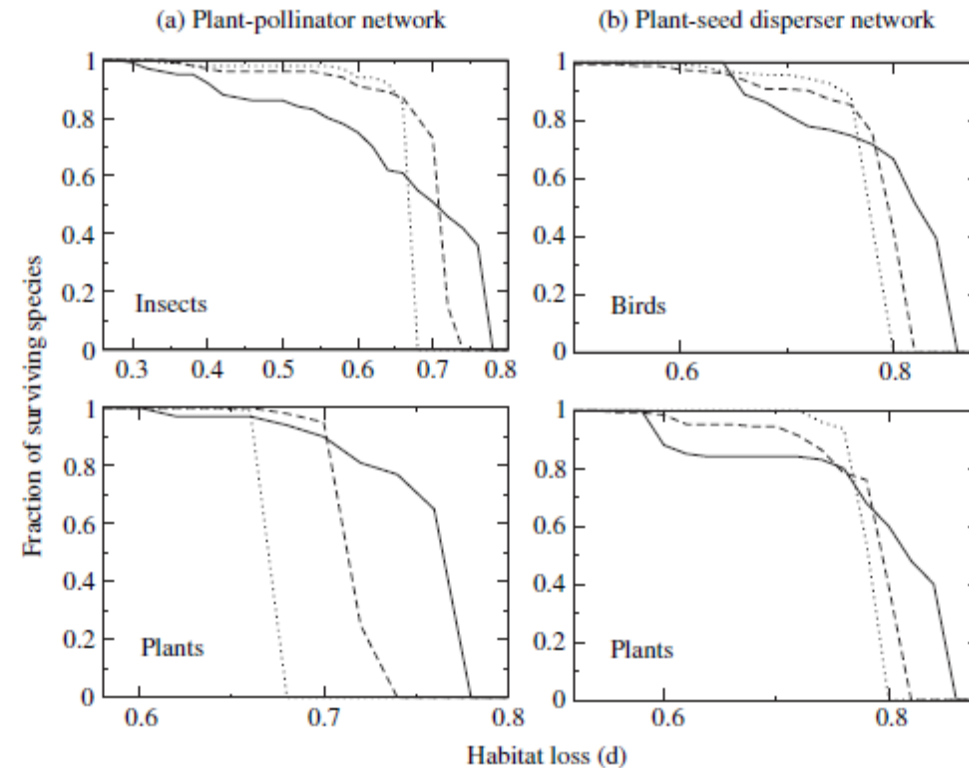 (a) Plant-pollinator network
(b) Plant-seed disperser network
Fraction of surviving species
1
0.8
0.6
0.4
0.2
0
Insects
0.3 0.4 0.5 0.6 0.7 0.8
1
0.8
0.6
0.4
0.2
0
Birds
0.6 0.8
1
0.8
0.6
0.4
0.2
0
Plants
0.6 0.7 0.8
1
0.8
0.6
0.4
0.2
0
Plants
0.6 0.8
Habitat loss (d)